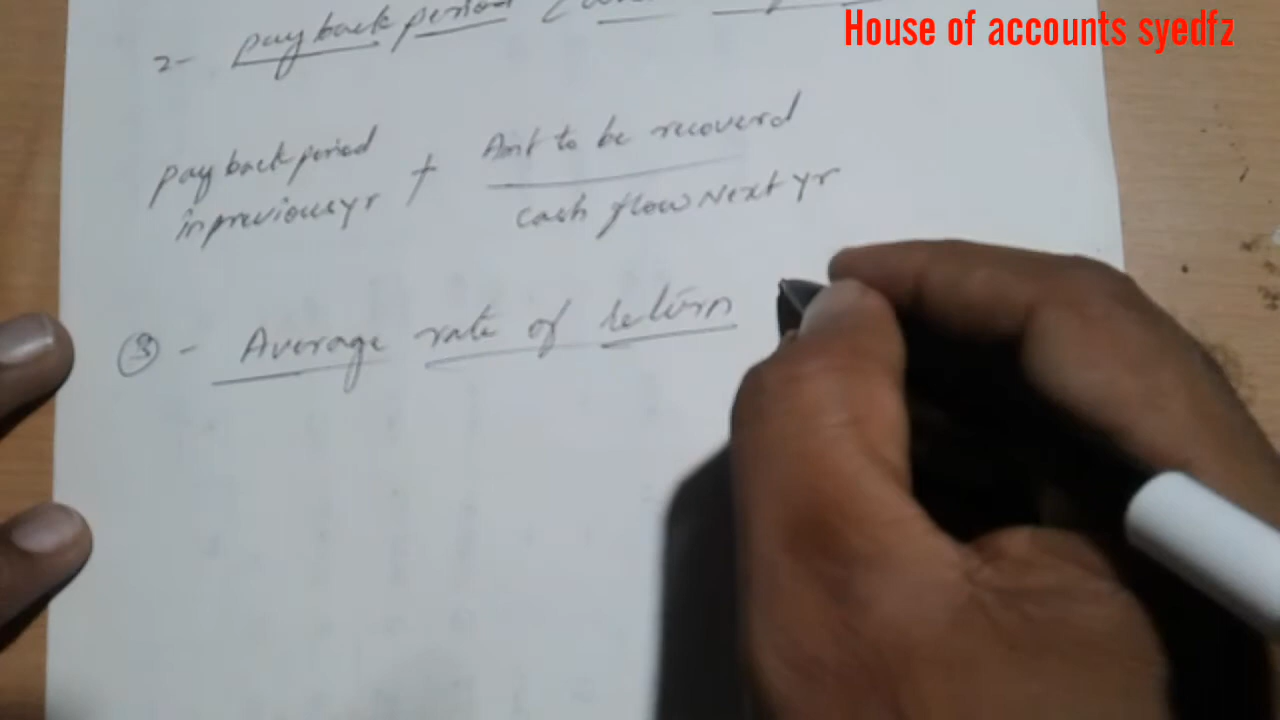 House of accounts syedfz
2- pay back period (
pay back period + Amt to be recoverd
in previous yr cash flow Next yr
③ - Average rate of return